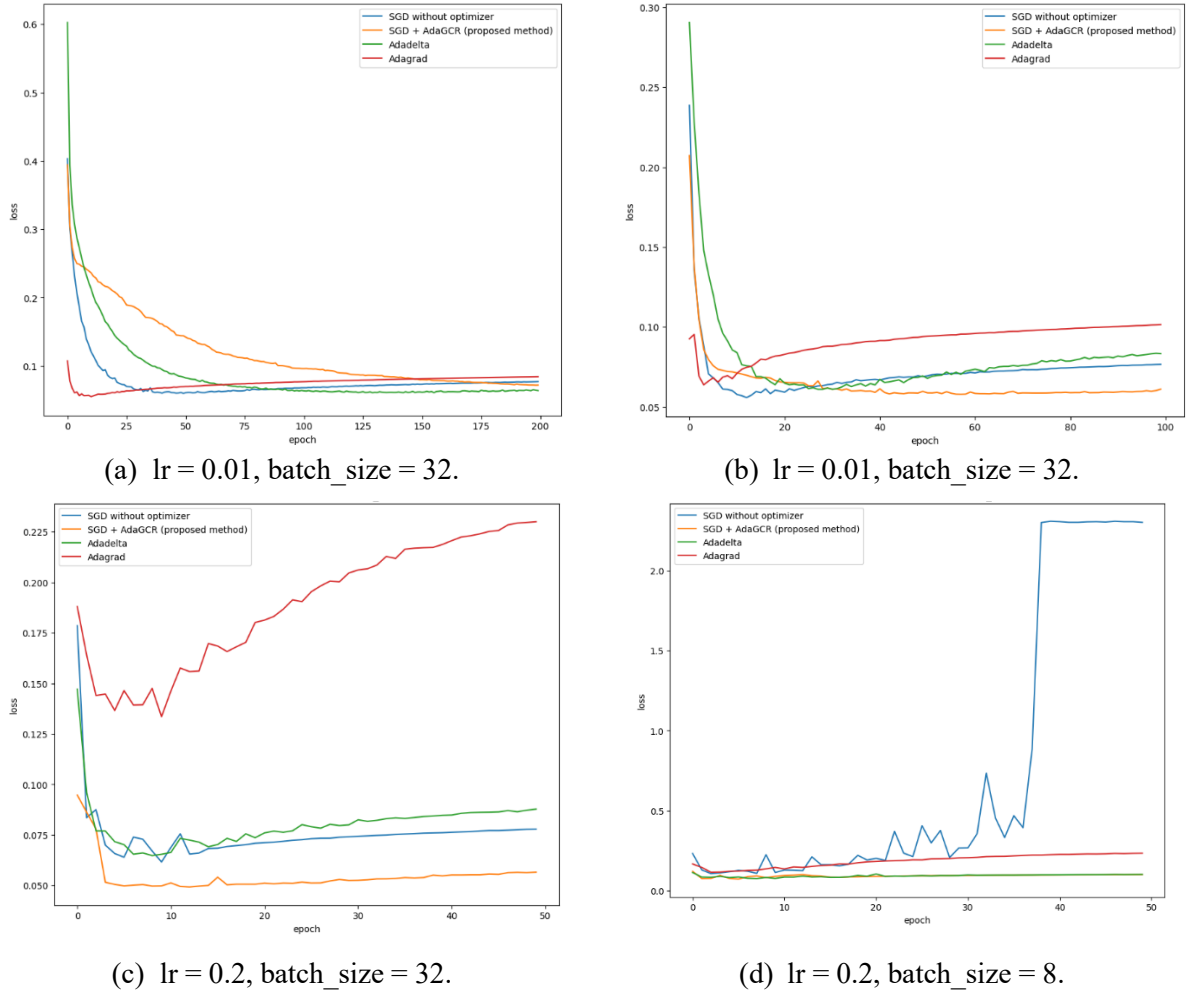 SGD without optimizer
SGD + AdaGCR (proposed method)
Adadelta
Adagrad
0.6
0.5
0.4
0.3
0.2
0.1
loss
0 25 50 75 100 125 150 175 200
epoch
(a) lr = 0.01, batch_size = 32.
SGD without optimizer
SGD + AdaGCR (proposed method)
Adadelta
Adagrad
0.30
0.25
0.20
0.15
0.10
0.05
loss
0 20 40 60 80 100
epoch
(b) lr = 0.01, batch_size = 32.
SGD without optimizer
SGD + AdaGCR (proposed method)
Adadelta
Adagrad
0.225
0.200
0.175
0.150
0.125
0.100
0.075
0.050
loss
0 10 20 30 40 50
epoch
(c) lr = 0.2, batch_size = 32.
SGD without optimizer
SGD + AdaGCR (proposed method)
Adadelta
Adagrad
2.0
1.5
1.0
0.5
0.0
loss
0 10 20 30 40 50
epoch
(d) lr = 0.2, batch_size = 8.